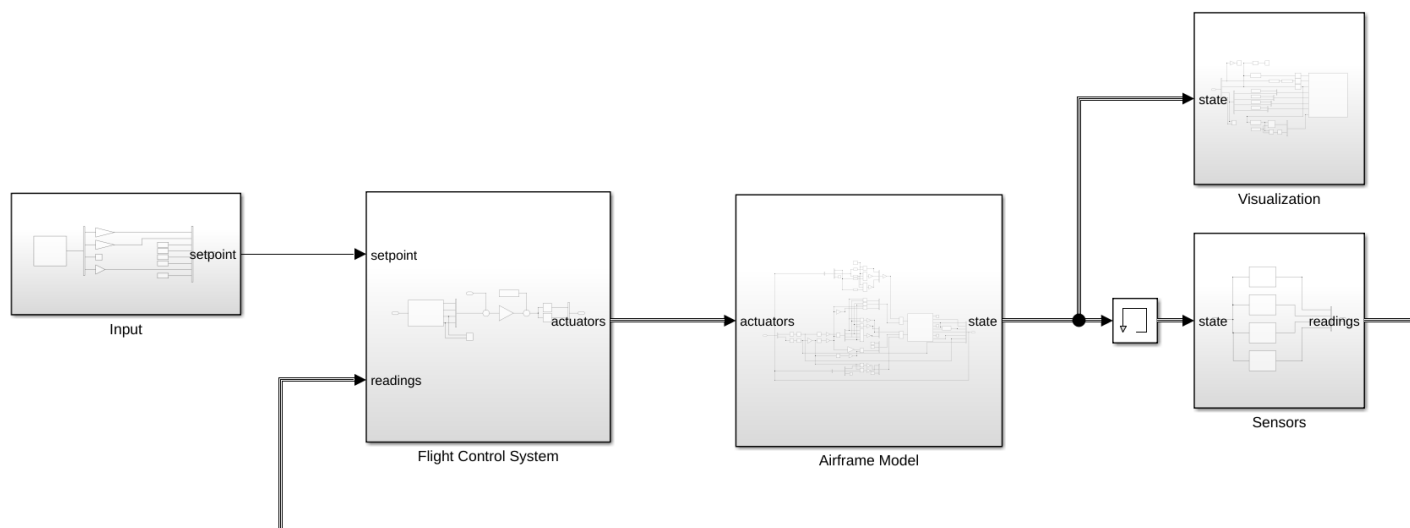 state
Visualization
setpoint
Input
setpoint
readings
actuators
Flight Control System
actuators
state
Airframe Model
state
readings
Sensors